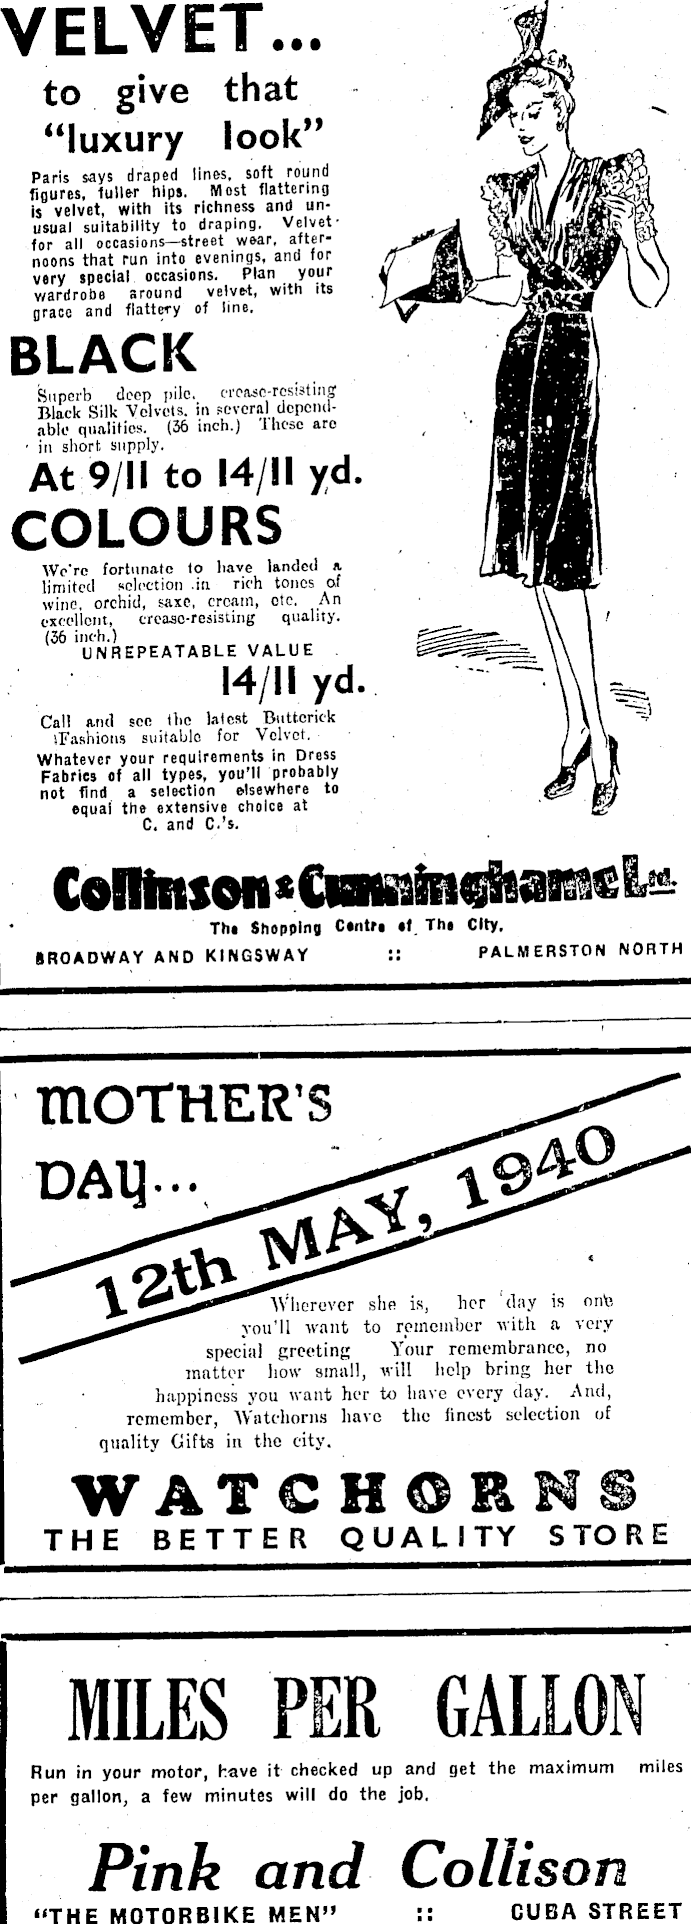 VELVET...
to give that
“luxury look”
Paris says draped lines, soft round
figures, fuller hips. Most flattering
is velvet, with its richness and un-
usual suitability to draping. Velvet
for all occasions—street wear, after-
noons that run into evenings, and for
very special occasions. Plan your
wardrobe around velvet, with its
grace and flattery of line.
BLACK
Superb deep pile, crease-resisting
Black Silk Velvets, in several depend-
able qualities. (36 inch.) These are
in short supply.
At 9/11 to 14/11 yd.
COLOURS
We're fortunate to have landed a
limited selection in rich tones of
wine, orchid, saxe, cream, etc. An
excellent, crease-resisting quality.
(36 inch.)
UNREPEATABLE VALUE
14/11 yd.
Call and see the latest Butterick
Fashions suitable for Velvet.
Whatever your requirements in Dress
Fabrics of all types, you'll probably
not find a selection elsewhere to
equal the extensive choice at
C. and C.'s.
Collinson & Cunninghame Ltd.
The Shopping Centre of The City.
BROADWAY AND KINGSWAY :: PALMERSTON NORTH
MOTHER'S
DAY...
12th MAY, 1940
Wherever she is, her day is one
you'll want to remember with a very
special greeting Your remembrance, no
matter how small, will help bring her the
happiness you want her to have every day. And,
remember, Watchorns have the finest selection of
quality Gifts in the city.
WATCHORNS
THE BETTER QUALITY STORE
MILES PER GALLON
Run in your motor, have it checked up and get the maximum miles
per gallon, a few minutes will do the job.
Pink and Collison
“THE MOTORBIKE MEN” :: CUBA STREET